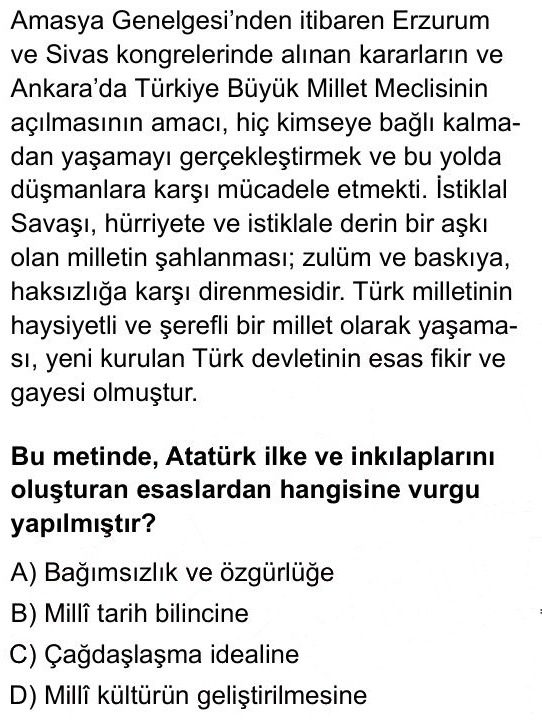 Amasya Genelgesi’nden itibaren Erzurum
ve Sivas kongrelerinde alınan kararların ve
Ankara’da Türkiye Büyük Millet Meclisinin
açılmasının amacı, hiç kimseye bağlı kalma-
dan yaşamayı gerçekleştirmek ve bu yolda
düşmanlara karşı mücadele etmekti. İstiklal
Savaşı, hürriyete ve istiklale derin bir aşkı
olan milletin şahlanması; zulüm ve baskıya,
haksızlığa karşı direnmesidir. Türk milletinin
haysiyetli ve şerefli bir millet olarak yaşama-
sı, yeni kurulan Türk devletinin esas fikir ve
gayesi olmuştur.
Bu metinde, Atatürk ilke ve inkılaplarını
oluşturan esaslardan hangisine vurgu
yapılmıştır?
A) Bağımsızlık ve özgürlüğe
B) Millî tarih bilincine
C) Çağdaşlaşma idealine
D) Millî kültürün geliştirilmesine